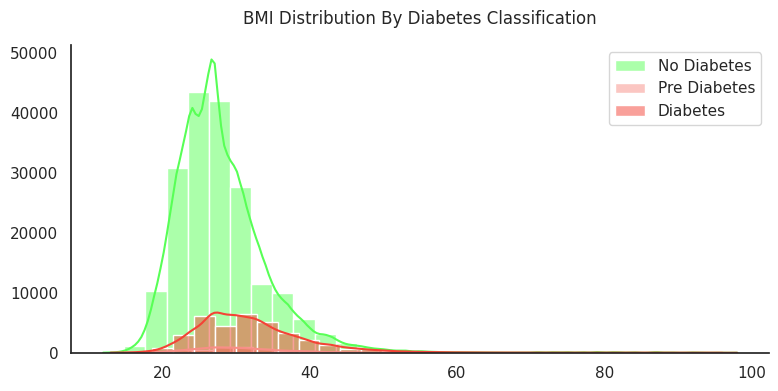 BMI Distribution By Diabetes Classification
50000
40000
30000
20000
10000
0
No Diabetes
Pre Diabetes
Diabetes
20 40 60 80 100